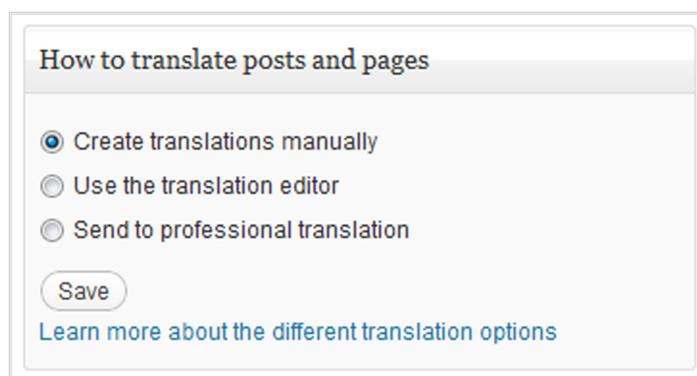 How to translate posts and pages
Create translations manually
Use the translation editor
Send to professional translation
Save
Learn more about the different translation options